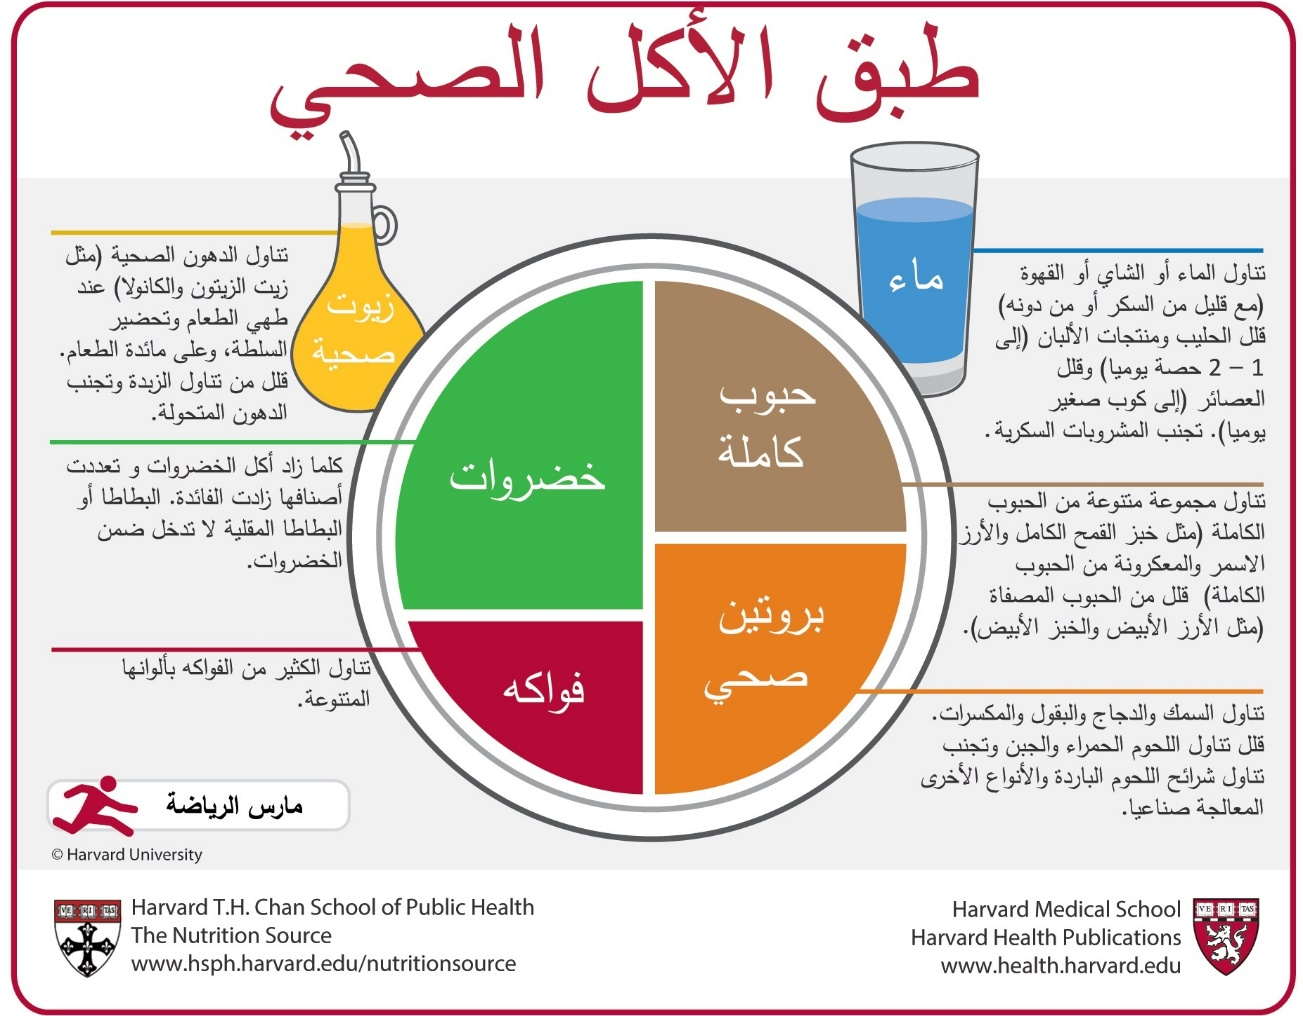 طبق الأكل الصحي
زيوت
صحية
ماء
تناول الدهون الصحية (مثل
زيت الزيتون والكانولا) عند
طهي الطعام وتحضير
السلطة، وعلى مائدة الطعام.
قلل من تناول الزبدة وتجنب
الدهون المتحولة.
تناول الماء أو الشاي أو القهوة
(مع قليل من السكر أو من دونه)
قلل الحليب ومنتجات الألبان (إلى
1 – 2 حصة يوميا) وقلل
العصائر (إلى كوب صغير
يوميا). تجنب المشروبات السكرية.
خضروات
حبوب
كاملة
كلما زاد أكل الخضروات و تعددت
أصنافها زادت الفائدة. البطاطا أو
البطاطا المقلية لا تدخل ضمن
الخضروات.
تناول مجموعة متنوعة من الحبوب
الكاملة (مثل خبز القمح الكامل والأرز
الاسمر والمعكرونة من الحبوب
الكاملة) قلل من الحبوب المصفاة
(مثل الأرز الأبيض والخبز الأبيض).
فواكه
بروتين
صحي
تناول الكثير من الفواكه بألوانها
المتنوعة.
تناول السمك والدجاج والبقول والمكسرات.
قلل تناول اللحوم الحمراء والجبن وتجنب
تناول شرائح اللحوم الباردة والأنواع الأخرى
المعالجة صناعيا.
مارس الرياضة
© Harvard University
VE RI TAS
Harvard T.H. Chan School of Public Health
The Nutrition Source
www.hsph.harvard.edu/nutritionsource
Harvard Medical School
Harvard Health Publications
www.health.harvard.edu
VE RI TAS